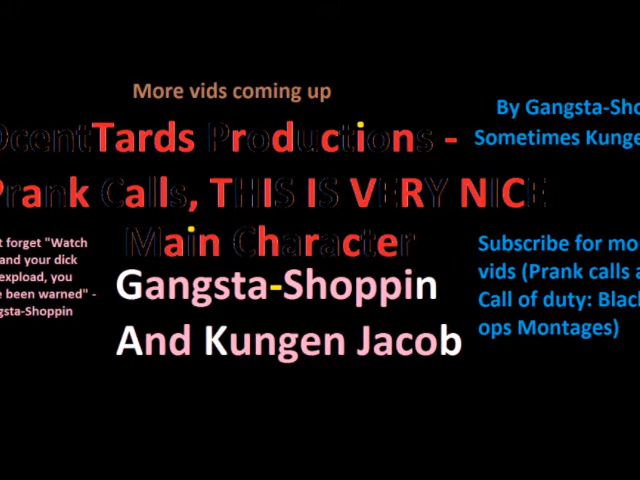 More vids coming up
By Gangsta-Sho
Sometimes Kunge
OcentTards Productions -
Prank Calls, THIS IS VERY NICE
Main Character
Gangsta-Shoppin
And Kungen Jacob
t forget "Watch
and your dick
expload, you
e been warned" -
gsta-Shoppin
Subscribe for mo
vids (Prank calls a
Call of duty: Black
ops Montages)